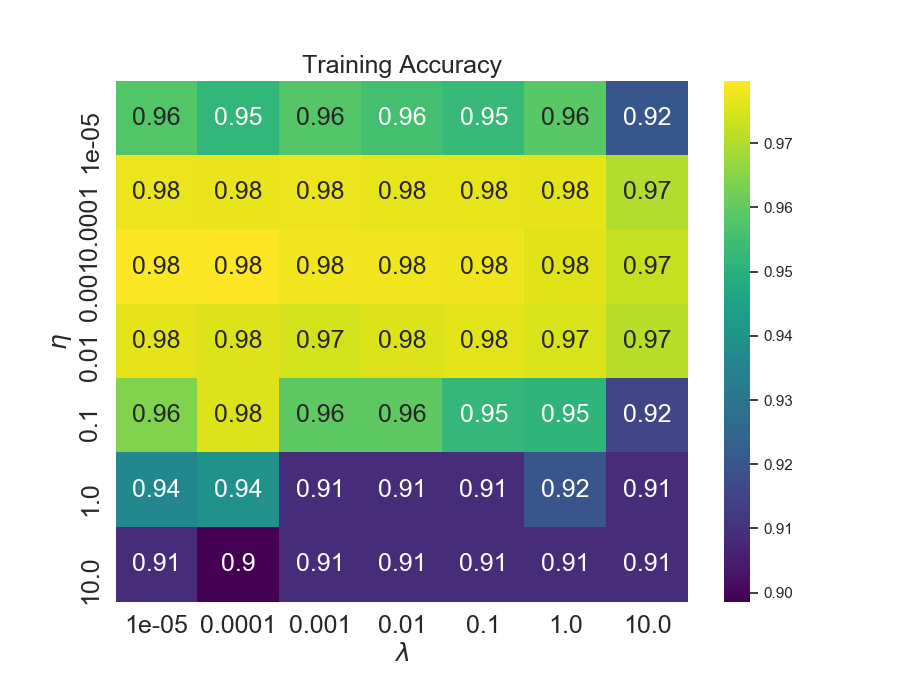 Training Accuracy
1e-05 0.96 0.95 0.96 0.96 0.95 0.96 0.92
0.0001 0.98 0.98 0.98 0.98 0.98 0.98 0.97
0.001 0.98 0.98 0.98 0.98 0.98 0.98 0.97
0.01 0.98 0.98 0.97 0.98 0.98 0.97 0.97
0.1 0.96 0.98 0.96 0.96 0.95 0.95 0.92
1.0 0.94 0.94 0.91 0.91 0.91 0.92 0.91
10.0 0.91 0.9 0.91 0.91 0.91 0.91 0.91
η
1e-05 0.0001 0.001 0.01 0.1 1.0 10.0
λ
0.97
0.96
0.95
0.94
0.93
0.92
0.91
0.90